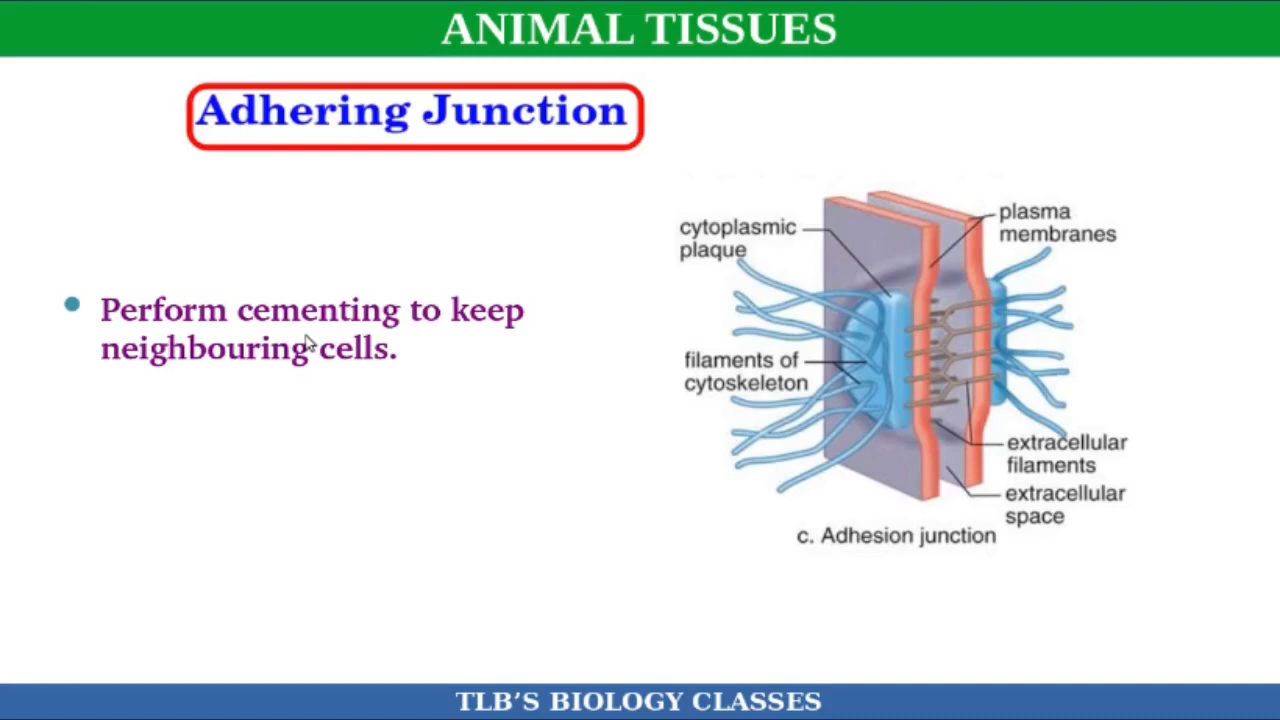 ANIMAL TISSUES
Adhering Junction
Perform cementing to keep
neighbouring cells.
cytoplasmic
plaque
plasma
membranes
filaments of
cytoskeleton
extracellular
filaments
extracellular
space
c. Adhesion junction
TLB'S BIOLOGY CLASSES